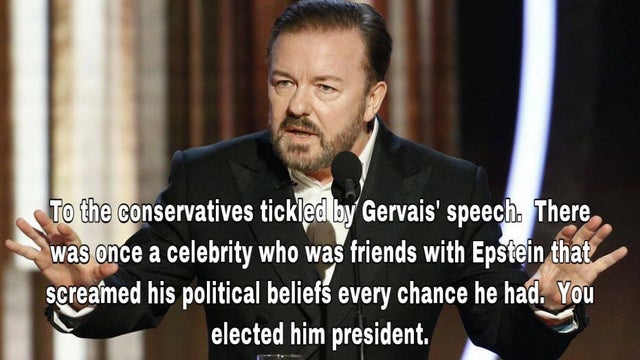 To the conservatives tickled by Gervais' speech. There
was once a celebrity who was friends with Epstein that
screamed his political beliefs every chance he had. You
elected him president.